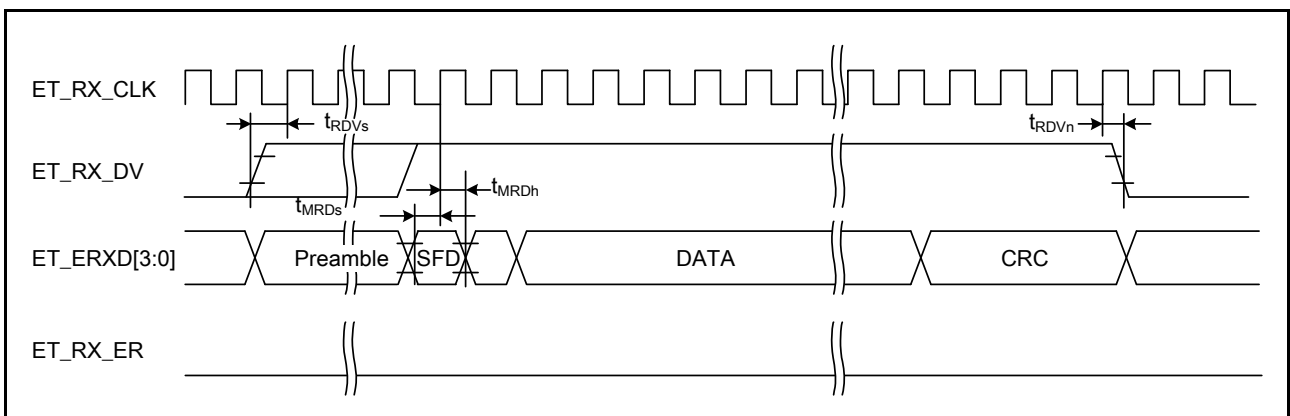 ET_RX_CLK
tRDVs
tRDVn
ET_RX_DV
tMRDh
tMRDs
ET_ERXD[3:0]
Preamble
SFD
DATA
CRC
ET_RX_ER